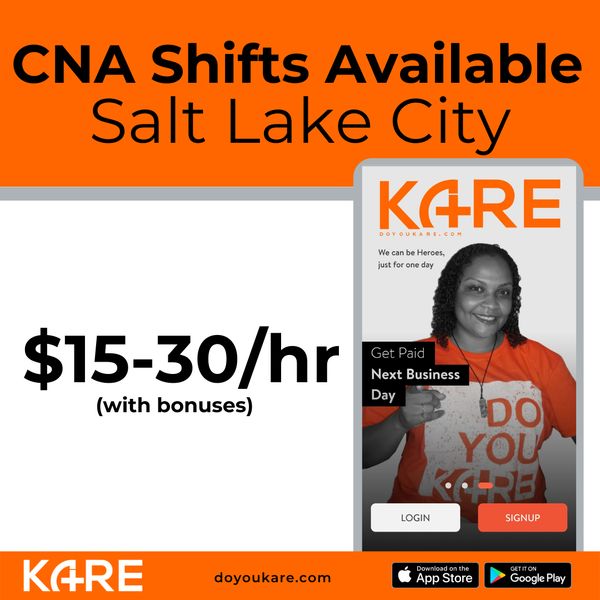 CNA Shifts Available
Salt Lake City
$15-30/hr
(with bonuses)
KARE
DOYOUKARE.COM
We can be Heroes,
just for one day
Get Paid
Next Business
Day
DO
YOU
KARE
LOGIN
SIGNUP
KARE
doyoukare.com
Download on the
App Store
GET IT ON
Google Play